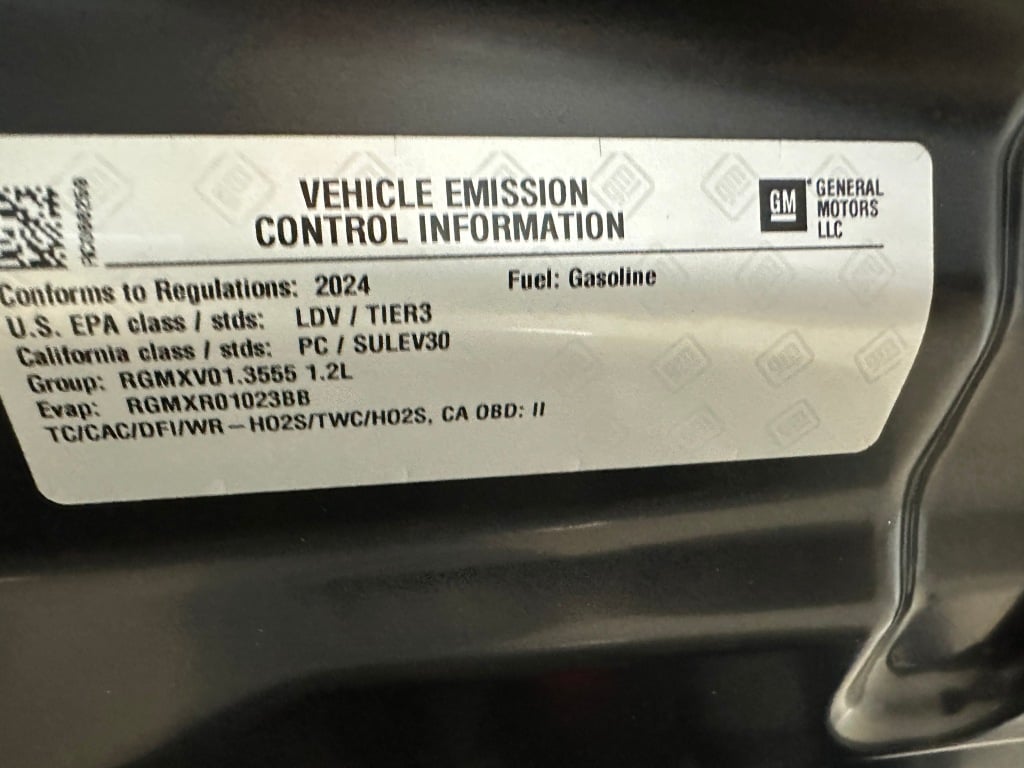 VEHICLE EMISSION
CONTROL INFORMATION
GM GENERAL
MOTORS
LLC
Conforms to Regulations: 2024 Fuel: Gasoline
U.S. EPA class / stds: LDV / TIER3
California class / stds: PC / SULEV30
Group: RGMXV01.3555 1.2L
Evap: RGMXR01023BB
TC/CAC/DFI/WR-HO2S/TWC/HO2S, CA OBD: II